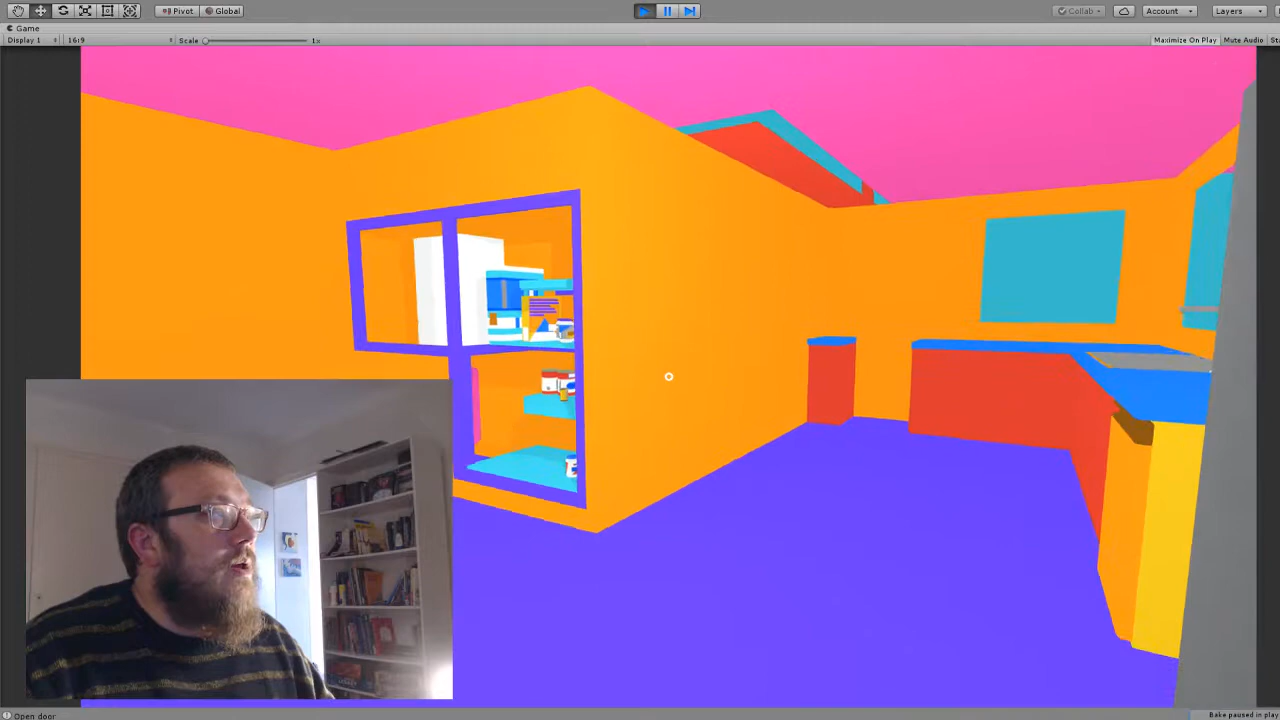 Pivot Global Collab Account Layers
Game
Display 1 16:9 Scale 1x Maximize On Play Mute Audio Sta
Open door Bake paused in play